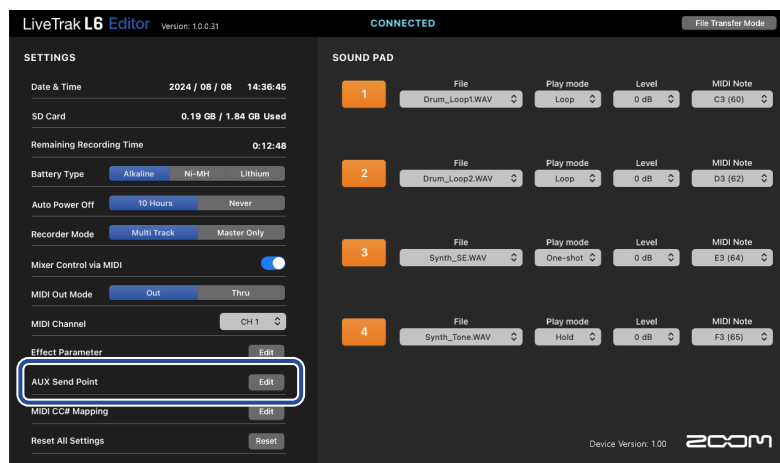 LiveTrak L6 Editor Version: 1.0.0.31 CONNECTED File Transfer Mode
SETTINGS
Date & Time 2024 / 08 / 08 14:36:45
SD Card 0.19 GB / 1.84 GB Used
Remaining Recording Time 0:12:48
Battery Type Alkaline Ni-MH Lithium
Auto Power Off 10 Hours Never
Recorder Mode Multi Track Master Only
Mixer Control via MIDI
MIDI Out Mode Out Thru
MIDI Channel CH 1
Effect Parameter Edit
AUX Send Point Edit
MIDI CC# Mapping Edit
Reset All Settings Reset
SOUND PAD
File Play mode Level MIDI Note
1 Drum_Loop1.WAV Loop 0 dB C3 (60)
File Play mode Level MIDI Note
2 Drum_Loop2.WAV Loop 0 dB D3 (62)
File Play mode Level MIDI Note
3 Synth_SE.WAV One-shot 0 dB E3 (64)
File Play mode Level MIDI Note
4 Synth_Tone.WAV Hold 0 dB F3 (65)
Device Version: 1.00 ZOOM